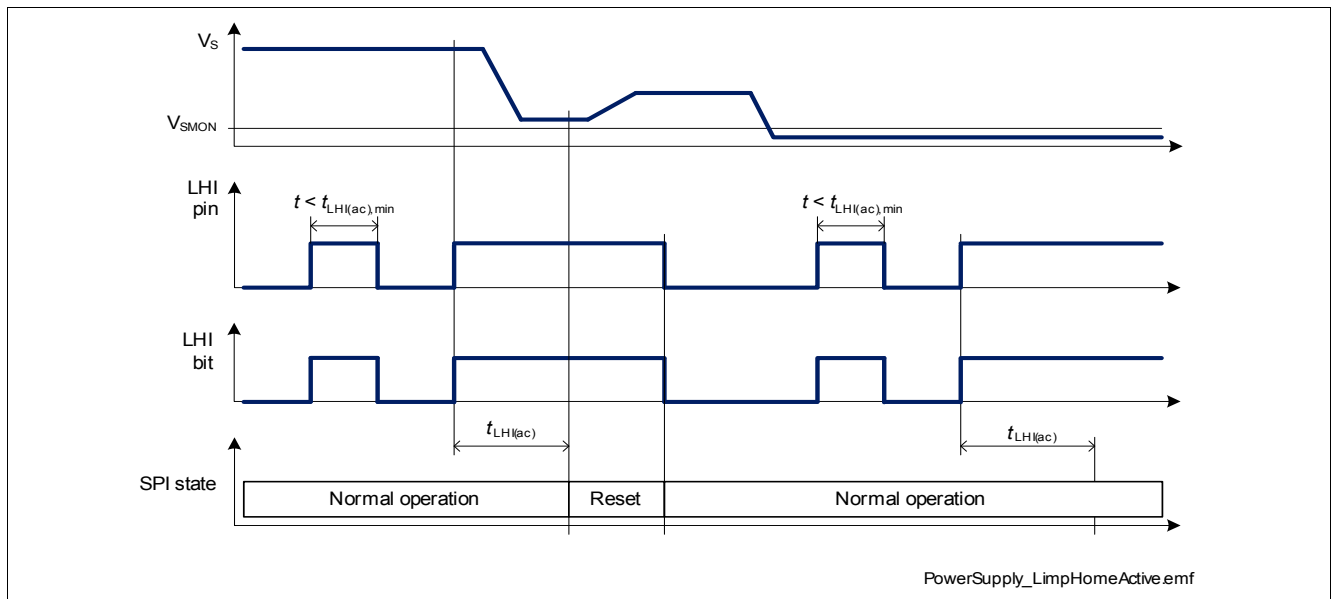 VS
VSMON
LHI
pin
t < tLHI(ac),min
t < tLHI(ac),min
LHI
bit
tLHI(ac)
tLHI(ac)
SPI state
Normal operation
Reset
Normal operation
PowerSupply_LimpHomeActive.emf